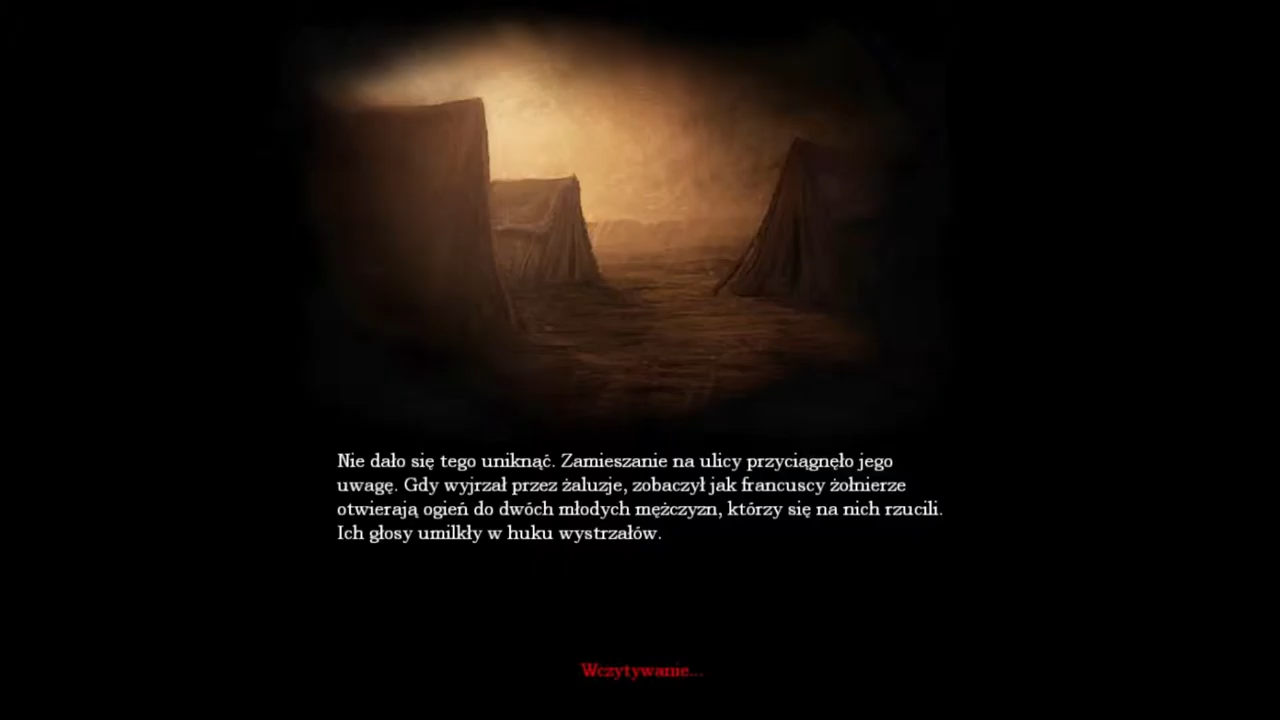 Nie dało się tego uniknąć. Zamieszanie na ulicy przyciągnęło jego
uwagę. Gdy wyjrzał przez żaluzje, zobaczył jak francuscy żołnierze
otwierają ogień do dwóch młodych mężczyzn, którzy się na nich rzucili.
Ich głosy umilkły w huku wystrzałów.
Wczytywanie...